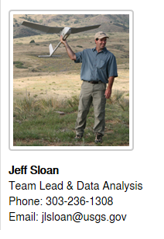 Jeff Sloan
Team Lead & Data Analysis
Phone: 303-236-1308
Email: jlsloan@usgs.gov